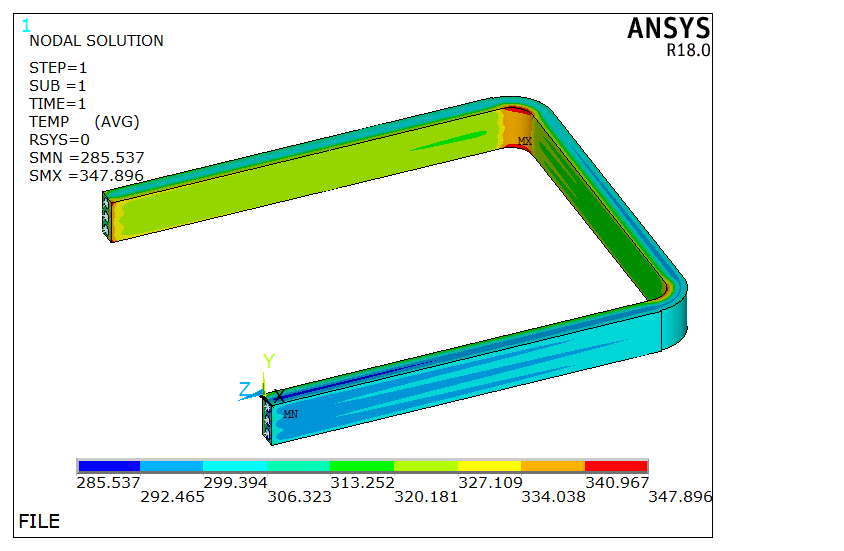 1
NODAL SOLUTION
ANSYS
R18.0
STEP=1
SUB =1
TIME=1
TEMP (AVG)
RSYS=0
SMN =285.537
SMX =347.896
MX
Y
Z X
MN
285.537 299.394 313.252 327.109 340.967
292.465 306.323 320.181 334.038 347.896
FILE